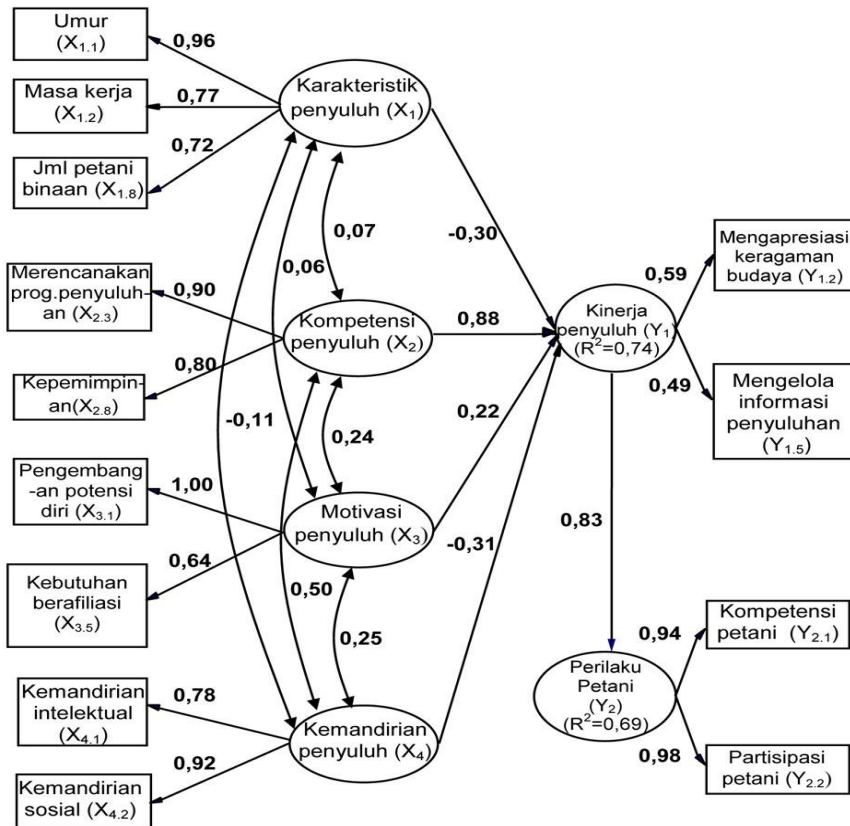 Umur
(X1.1)
0,96
Masa kerja
(X1.2)
0,77
Jml petani
binaan (X1.8)
0,72
Karakteristik
penyuluh (X1)
0,07
0,06
-0,30
Merencanakan
prog.penyuluh-
an (X2.3)
0,90
Kepemimpin-
an(X2.8)
0,80
Kompetensi
penyuluh (X2)
0,88
-0,11
0,24
0,22
Pengembang
-an potensi
diri (X3.1)
1,00
Kebutuhan
berafiliasi
(X3.5)
0,64
Motivasi
penyuluh (X3)
0,50
0,25
-0,31
Kemandirian
intelektual
(X4.1)
0,78
Kemandirian
sosial (X4.2)
0,92
Kemandirian
penyuluh (X4)
Kinerja
penyuluh (Y1)
(R²=0,74)
0,59
Mengapresiasi
keragaman
budaya (Y1.2)
0,49
Mengelola
informasi
penyuluhan
(Y1.5)
0,83
Perilaku
Petani
(Y2)
(R²=0,69)
0,94
Kompetensi
petani (Y2.1)
0,98
Partisipasi
petani (Y2.2)